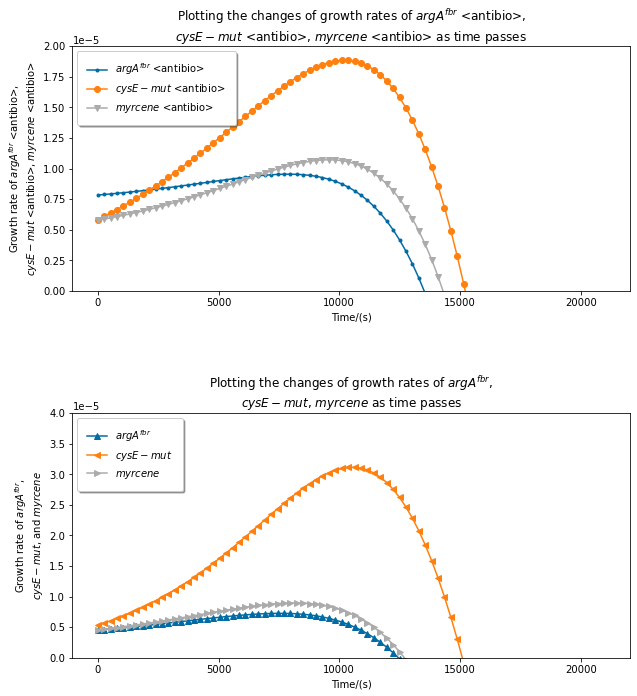 Plotting the changes of growth rates of argA^fbr <antibio>,
cysE − mut <antibio>, myrcene <antibio> as time passes
1e−5
2.00
1.75
1.50
1.25
1.00
0.75
0.50
0.25
0.00
Growth rate of argA^fbr <antibio>,
cysE − mut <antibio>, myrcene <antibio>
argA^fbr <antibio>
cysE − mut <antibio>
myrcene <antibio>
0 5000 10000 15000 20000
Time/(s)
Plotting the changes of growth rates of argA^fbr,
cysE − mut, myrcene as time passes
1e−5
4.0
3.5
3.0
2.5
2.0
1.5
1.0
0.5
0.0
Growth rate of argA^fbr,
cysE − mut, and myrcene
argA^fbr
cysE − mut
myrcene
0 5000 10000 15000 20000
Time/(s)